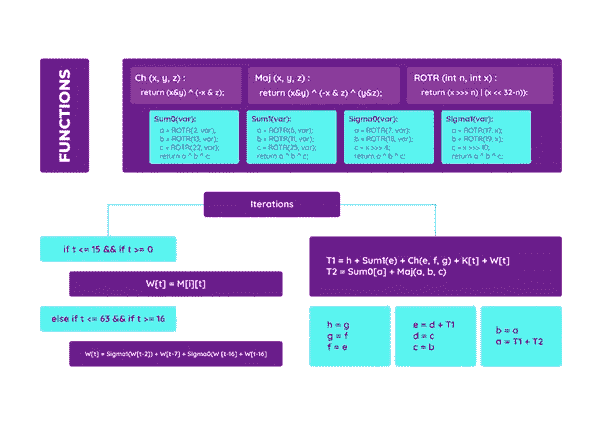 FUNCTIONS
Ch (x, y, z) :
return (x&y) ^ (-x & z);
Maj (x, y, z) :
return (x&y) ^ (-x & z) ^ (y&z);
ROTR (int n, int x) :
return (x >>> n) | (x << 32-n));
Sum0(var):
a = ROTR(2, var);
b = ROTR(13, var);
c = ROTR(22, var);
return a ^ b ^ c;
Sum1(var):
a = ROTR(6, var);
b = ROTR(11, var);
c = ROTR(25, var);
return a ^ b ^ c;
Sigma0(var):
a = ROTR(7, var);
b = ROTR(18, var);
c = x >>>
return a ^ b ^ c;
Sigma1(var):
a = ROTR(17, x);
b = ROTR(19, x);
c = x >>> 10;
return a ^ b ^ c;
Iterations
if t <= 15 && if t >= 0
W[t] = M[i][t]
else if t <= 63 && if t >= 16
W[t] = Sigma1(W[t-2]) + W[t-7] + Sigma0(W [t-16] + W[t-16]
T1 = h + Sum1(e) + Ch(e, f, g) + K[t] + W[t]
T2 = Sum0[a] + Maj(a, b, c)
h = g
g = f
f = e
e = d + T1
d = c
c = b
b = a
a = T1 + T2